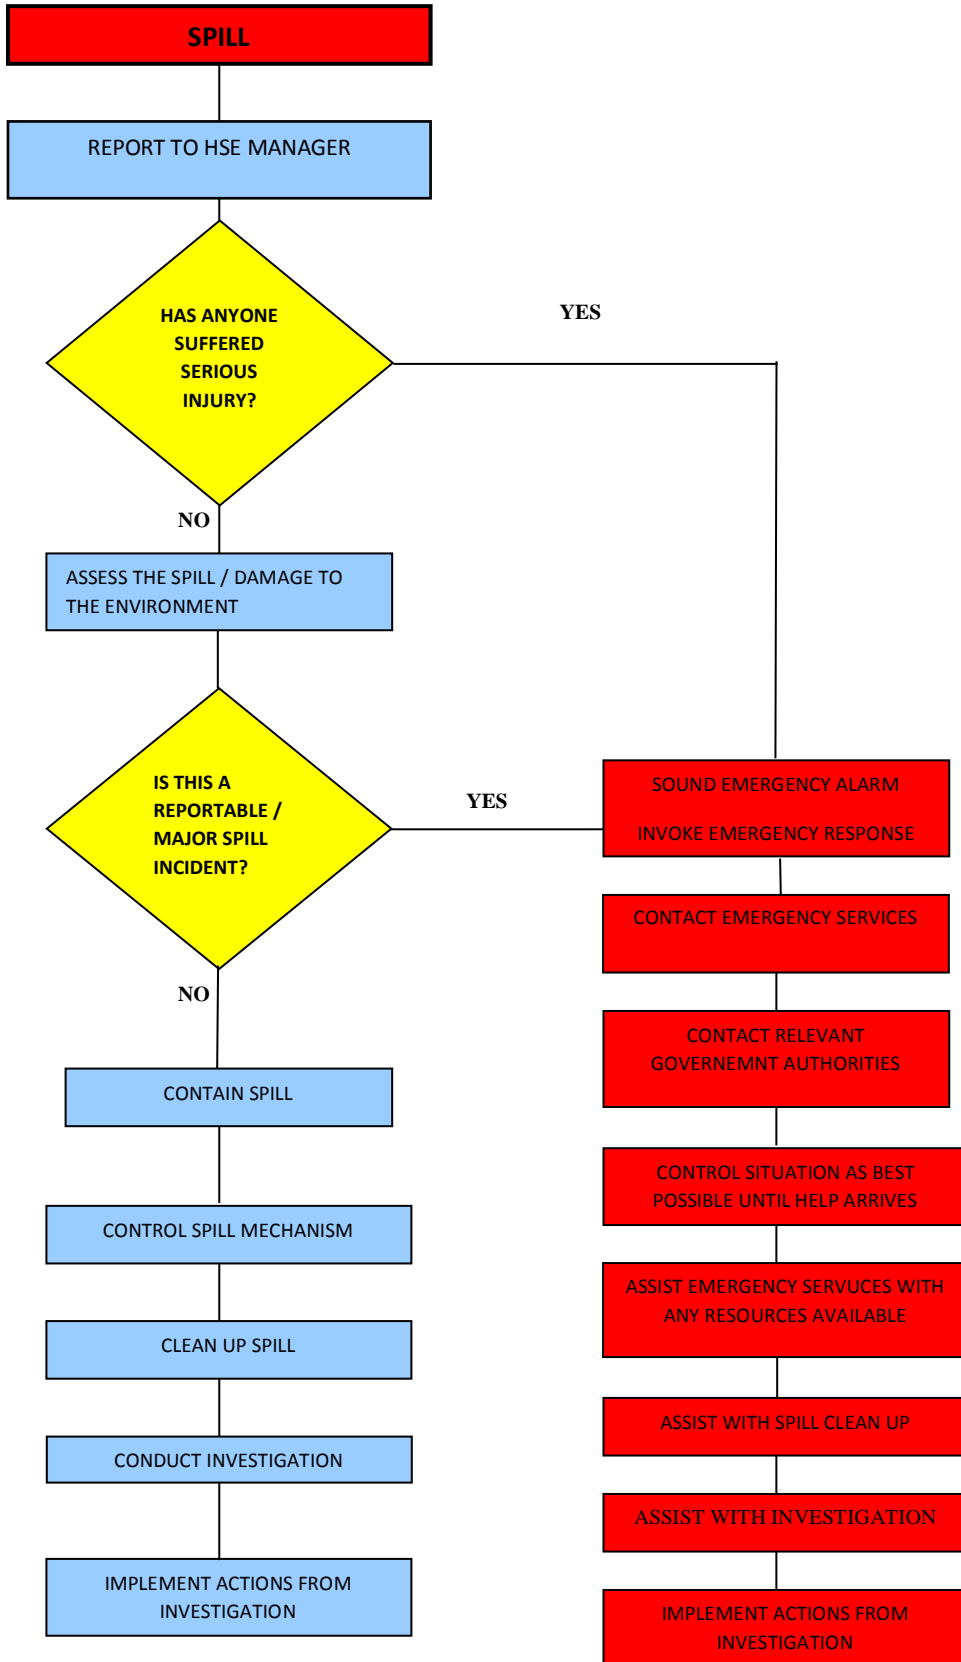 SPILL
REPORT TO HSE MANAGER
HAS ANYONE
SUFFERED
SERIOUS
INJURY?
YES
NO
ASSESS THE SPILL / DAMAGE TO
THE ENVIRONMENT
IS THIS A
REPORTABLE /
MAJOR SPILL
INCIDENT?
YES
NO
SOUND EMERGENCY ALARM
INVOKE EMERGENCY RESPONSE
CONTACT EMERGENCY SERVICES
CONTACT RELEVANT
GOVERNEMNT AUTHORITIES
CONTROL SITUATION AS BEST
POSSIBLE UNTIL HELP ARRIVES
ASSIST EMERGENCY SERVUCES WITH
ANY RESOURCES AVAILABLE
ASSIST WITH SPILL CLEAN UP
ASSIST WITH INVESTIGATION
IMPLEMENT ACTIONS FROM
INVESTIGATION
CONTAIN SPILL
CONTROL SPILL MECHANISM
CLEAN UP SPILL
CONDUCT INVESTIGATION
IMPLEMENT ACTIONS FROM
INVESTIGATION